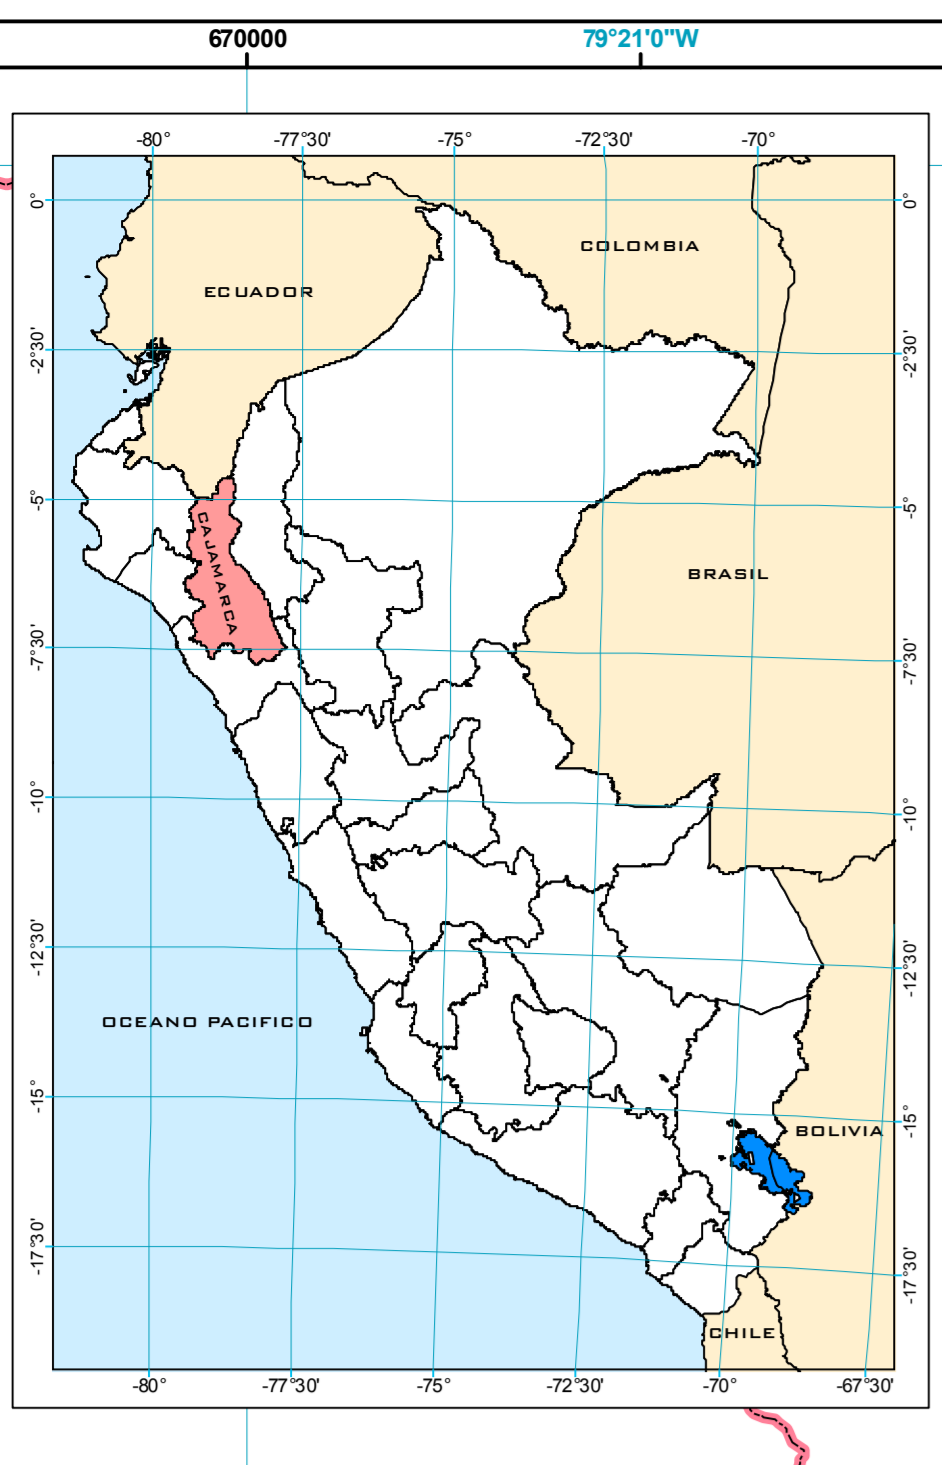 670000 79°21'0"W
-80° -77°30' -75° -72°30' -70°
0° 0°
COLOMBIA
ECUADOR
-2°30' -2°30'
-5° -5°
CAJAMARCA
BRASIL
-7°30' -7°30'
-10° -10°
-12°30' -12°30'
OCEANO PACIFICO
-15° -15°
BOLIVIA
-17°30' -17°30'
CHILE
-80° -77°30' -75° -72°30' -70° -67°30'